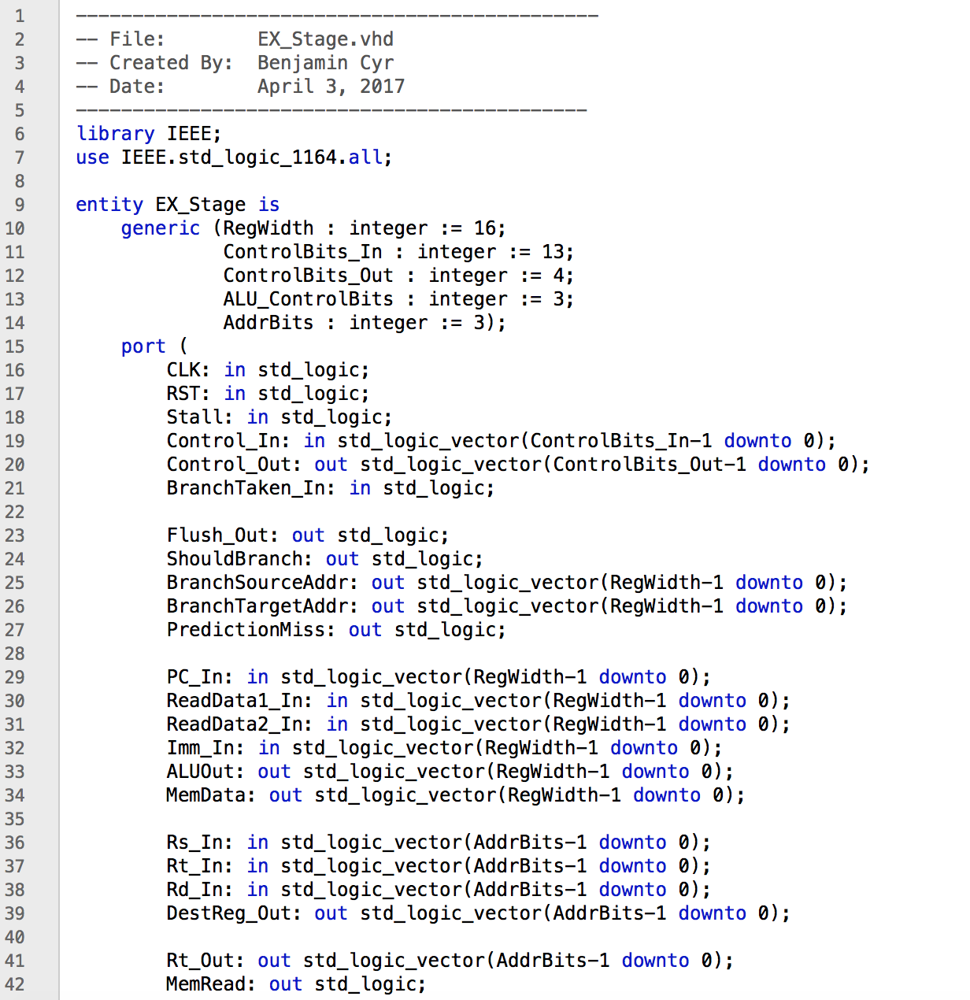 1 ----------------------------------------------
2 -- File:        EX_Stage.vhd
3 -- Created By:  Benjamin Cyr
4 -- Date:        April 3, 2017
5 ---------------------------------------------
6 library IEEE;
7 use IEEE.std_logic_1164.all;
8
9 entity EX_Stage is
10     generic (RegWidth : integer := 16;
11              ControlBits_In : integer := 13;
12              ControlBits_Out : integer := 4;
13              ALU_ControlBits : integer := 3;
14              AddrBits : integer := 3);
15     port (
16         CLK: in std_logic;
17         RST: in std_logic;
18         Stall: in std_logic;
19         Control_In: in std_logic_vector(ControlBits_In-1 downto 0);
20         Control_Out: out std_logic_vector(ControlBits_Out-1 downto 0);
21         BranchTaken_In: in std_logic;
22
23         Flush_Out: out std_logic;
24         ShouldBranch: out std_logic;
25         BranchSourceAddr: out std_logic_vector(RegWidth-1 downto 0);
26         BranchTargetAddr: out std_logic_vector(RegWidth-1 downto 0);
27         PredictionMiss: out std_logic;
28
29         PC_In: in std_logic_vector(RegWidth-1 downto 0);
30         ReadData1_In: in std_logic_vector(RegWidth-1 downto 0);
31         ReadData2_In: in std_logic_vector(RegWidth-1 downto 0);
32         Imm_In: in std_logic_vector(RegWidth-1 downto 0);
33         ALUOut: out std_logic_vector(RegWidth-1 downto 0);
34         MemData: out std_logic_vector(RegWidth-1 downto 0);
35
36         Rs_In: in std_logic_vector(AddrBits-1 downto 0);
37         Rt_In: in std_logic_vector(AddrBits-1 downto 0);
38         Rd_In: in std_logic_vector(AddrBits-1 downto 0);
39         DestReg_Out: out std_logic_vector(AddrBits-1 downto 0);
40
41         Rt_Out: out std_logic_vector(AddrBits-1 downto 0);
42         MemRead: out std_logic;